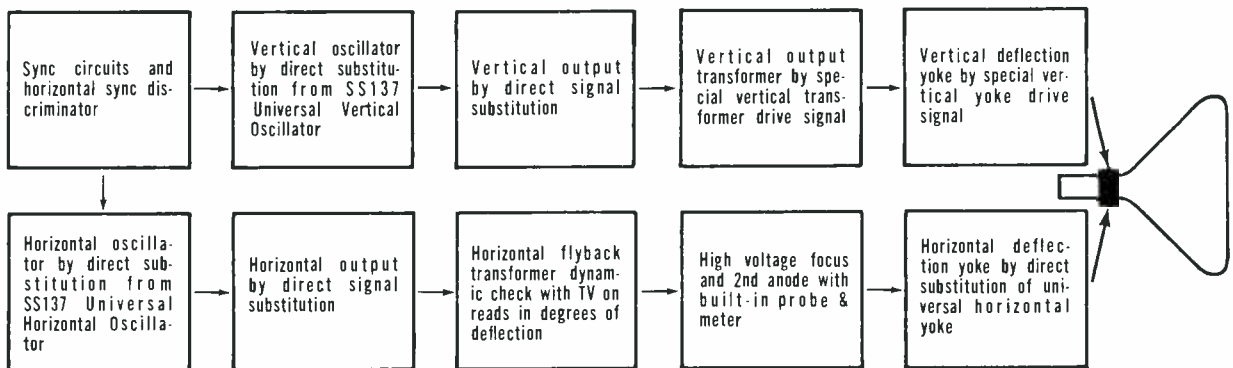 Sync circuits and
horizontal sync dis-
criminator
Vertical oscillator
by direct substitu-
tion from SS137
Universal Vertical
Oscillator
Vertical output
by direct signal
substitution
Vertical output
transformer by spe-
cial vertical trans-
former drive signal
Vertical deflection
yoke by special ver-
tical yoke drive
signal
Horizontal oscilla-
tor by direct sub-
stitution from
SS137 Universal
Horizontal Oscilla-
tor
Horizontal output
by direct signal
substitution
Horizontal flyback
transformer dynam-
ic check with TV on
reads in degrees of
deflection
High voltage focus
and 2nd anode with
built-in probe &
meter
Horizontal deflec-
tion yoke by direct
substitution of uni-
versal horizontal
yoke